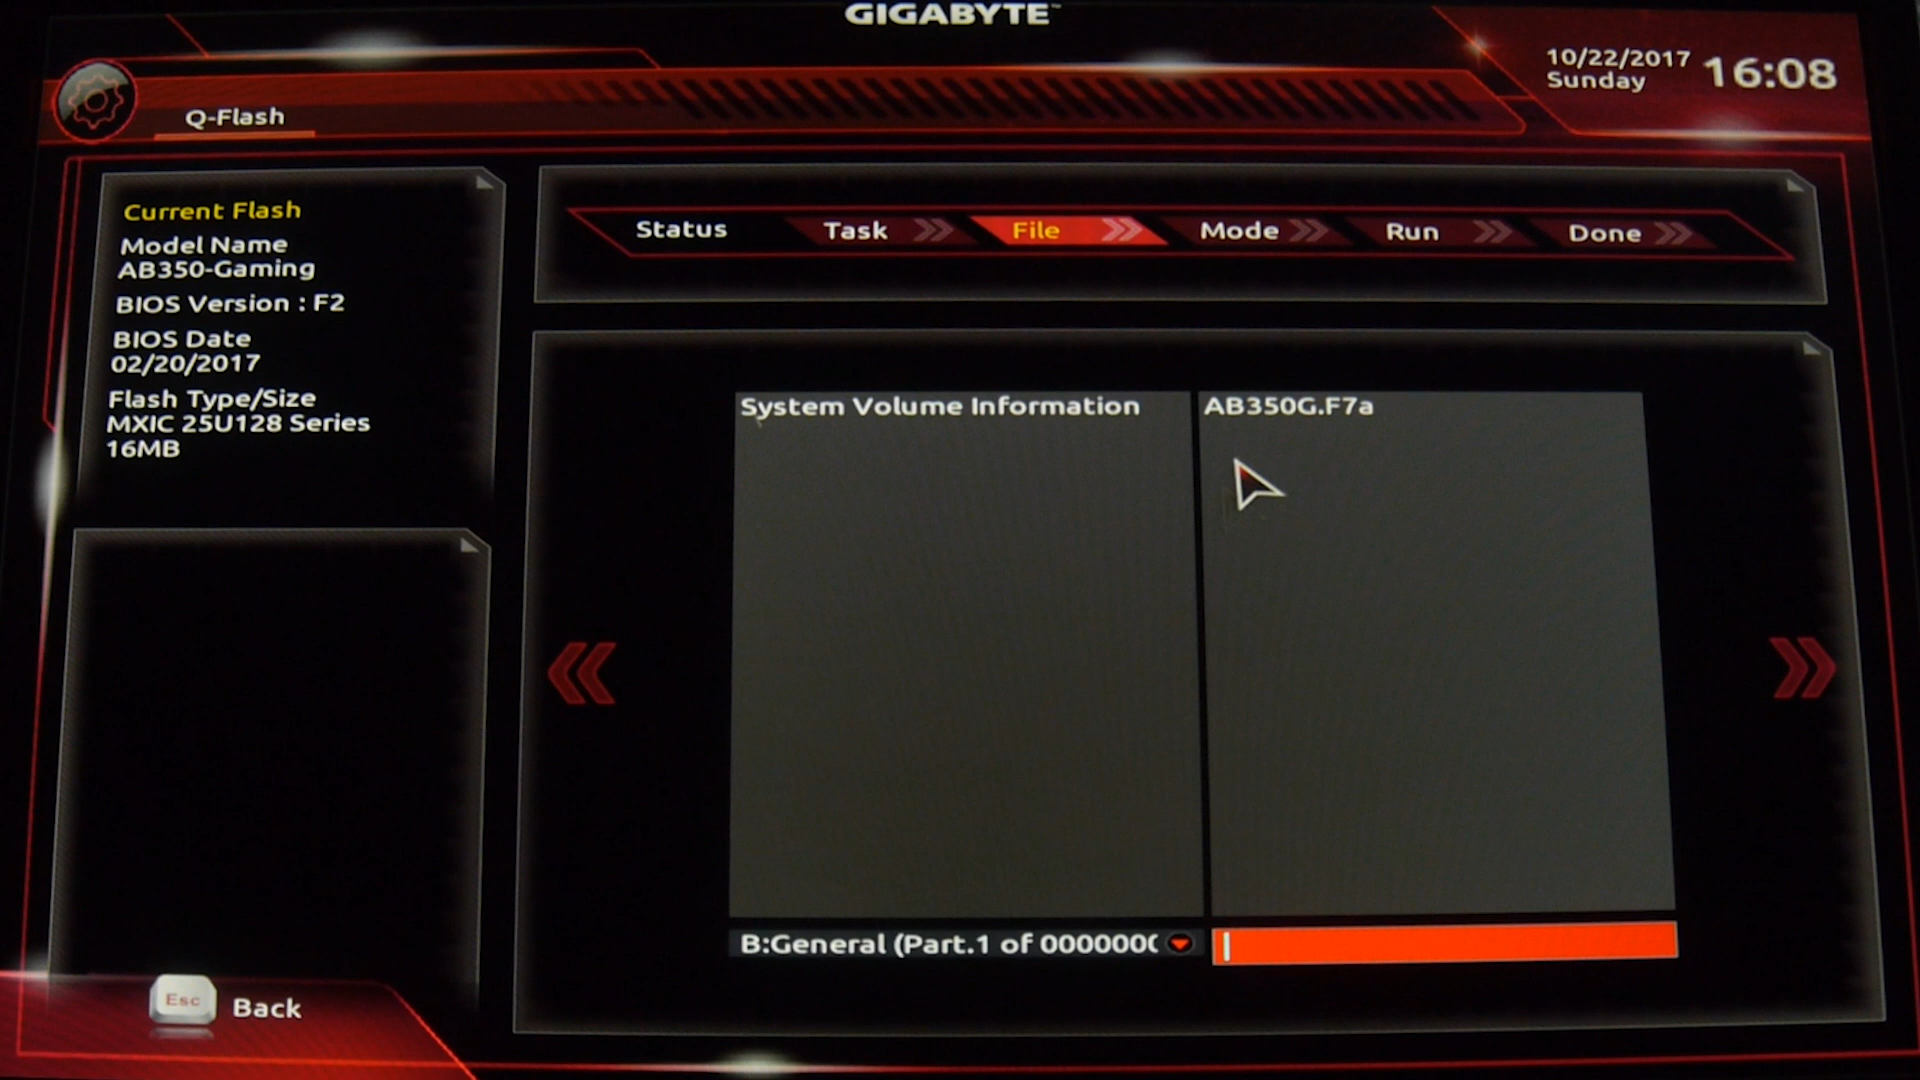 GIGABYTE™
10/22/2017
Sunday
16:08
Q-Flash
Current Flash
Model Name
AB350-Gaming
BIOS Version : F2
BIOS Date
02/20/2017
Flash Type/Size
MXIC 25U128 Series
16MB
Status Task File Mode Run Done
System Volume Information
AB350G.F7a
B:General (Part.1 of 0000000
Esc Back